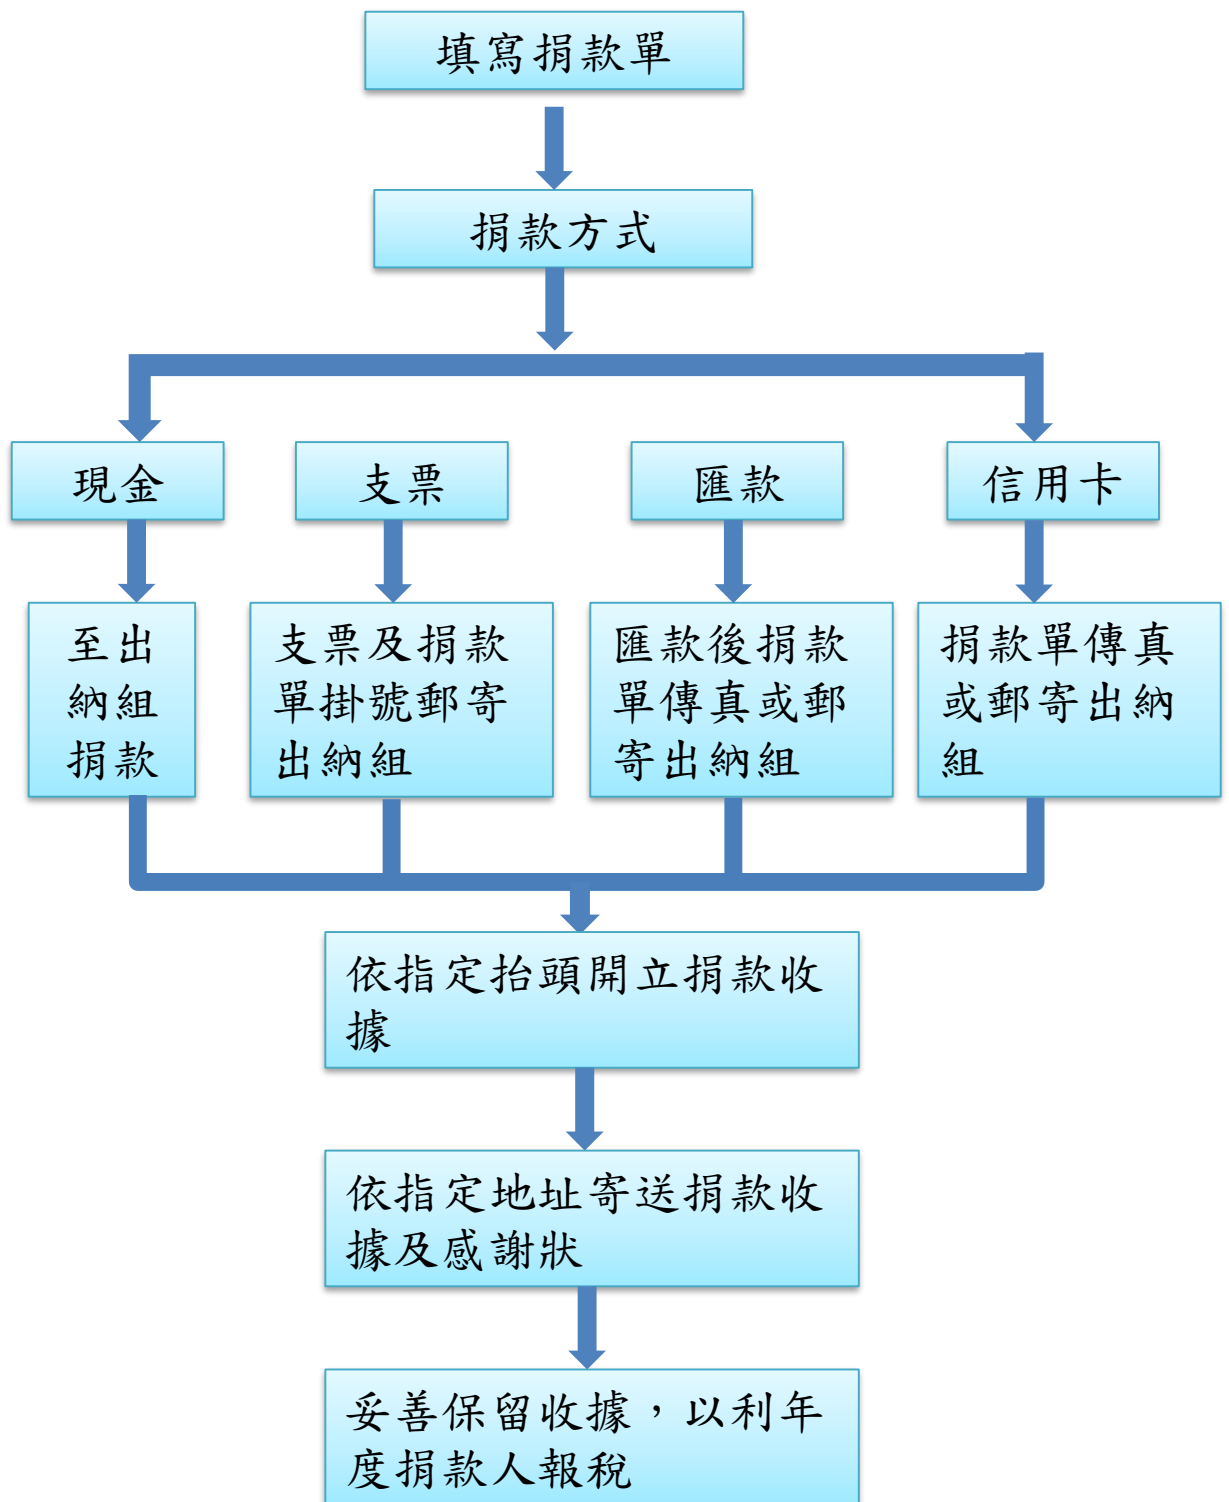 填寫捐款單
捐款方式
現金
支票
匯款
信用卡
至出
納組
捐款
支票及捐款
單掛號郵寄
出納組
匯款後捐款
單傳真或郵
寄出納組
捐款單傳真
或郵寄出納
組
依指定抬頭開立捐款收
據
依指定地址寄送捐款收
據及感謝狀
妥善保留收據，以利年
度捐款人報稅